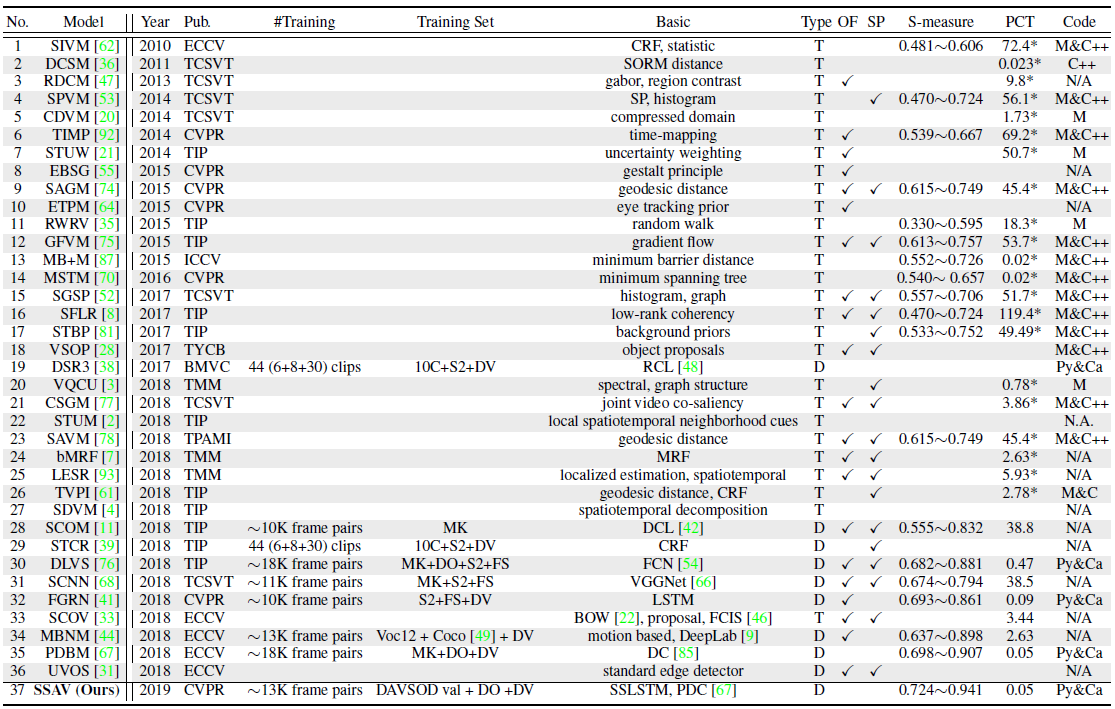 No. Model Year Pub. #Training Training Set Basic Type OF SP S-measure PCT Code
1 SIVM [62] 2010 ECCV CRF, statistic T 0.481∼0.606 72.4* M&C++
2 DCSM [36] 2011 TCSVT SORM distance T 0.023* C++
3 RDCM [47] 2013 TCSVT gabor, region contrast T ✓ 9.8* N/A
4 SPVM [53] 2014 TCSVT SP, histogram T ✓ 0.470∼0.724 56.1* M&C++
5 CDVM [20] 2014 TCSVT compressed domain T 1.73* M
6 TIMP [92] 2014 CVPR time-mapping T ✓ 0.539∼0.667 69.2* M&C++
7 STUW [21] 2014 TIP uncertainty weighting T ✓ 50.7* M
8 EBSG [55] 2015 CVPR gestalt principle T ✓ N/A
9 SAGM [74] 2015 CVPR geodesic distance T ✓ ✓ 0.615∼0.749 45.4* M&C++
10 ETPM [64] 2015 CVPR eye tracking prior T ✓ N/A
11 RWRV [35] 2015 TIP random walk T 0.330∼0.595 18.3* M
12 GFVM [75] 2015 TIP gradient flow T ✓ ✓ 0.613∼0.757 53.7* M&C++
13 MB+M [87] 2015 ICCV minimum barrier distance T 0.552∼0.726 0.02* M&C++
14 MSTM [70] 2016 CVPR minimum spanning tree T 0.540∼ 0.657 0.02* M&C++
15 SGSP [52] 2017 TCSVT histogram, graph T ✓ ✓ 0.557∼0.706 51.7* M&C++
16 SFLR [8] 2017 TIP low-rank coherency T ✓ ✓ 0.470∼0.724 119.4* M&C++
17 STBP [81] 2017 TIP background priors T ✓ 0.533∼0.752 49.49* M&C++
18 VSOP [28] 2017 TYCB object proposals T ✓ ✓ M&C++
19 DSR3 [38] 2017 BMVC 44 (6+8+30) clips 10C+S2+DV RCL [48] D Py&Ca
20 VQCU [3] 2018 TMM spectral, graph structure T ✓ 0.78* M
21 CSGM [77] 2018 TCSVT joint video co-saliency T ✓ ✓ 3.86* M&C++
22 STUM [2] 2018 TIP local spatiotemporal neighborhood cues T N.A.
23 SAVM [78] 2018 TPAMI geodesic distance T ✓ ✓ 0.615∼0.749 45.4* M&C++
24 bMRF [7] 2018 TMM MRF T ✓ ✓ 2.63* N/A
25 LESR [93] 2018 TMM localized estimation, spatiotemporal T ✓ ✓ 5.93* N/A
26 TVPI [61] 2018 TIP geodesic distance, CRF T ✓ 2.78* M&C
27 SDVM [4] 2018 TIP spatiotemporal decomposition T N/A
28 SCOM [11] 2018 TIP ∼10K frame pairs MK DCL [42] D ✓ ✓ 0.555∼0.832 38.8 N/A
29 STCR [39] 2018 TIP 44 (6+8+30) clips 10C+S2+DV CRF D ✓ N/A
30 DLVS [76] 2018 TIP ∼18K frame pairs MK+DO+S2+FS FCN [54] D ✓ ✓ 0.682∼0.881 0.47 Py&Ca
31 SCNN [68] 2018 TCSVT ∼11K frame pairs MK+S2+FS VGGNet [66] D ✓ ✓ 0.674∼0.794 38.5 N/A
32 FGRN [41] 2018 CVPR ∼10K frame pairs S2+FS+DV LSTM D ✓ 0.693∼0.861 0.09 Py&Ca
33 SCOV [33] 2018 ECCV BOW [22], proposal, FCIS [46] T ✓ ✓ 3.44 N/A
34 MBNM [44] 2018 ECCV ∼13K frame pairs Voc12 + Coco [49] + DV motion based, DeepLab [9] D ✓ 0.637∼0.898 2.63 N/A
35 PDBM [67] 2018 ECCV ∼18K frame pairs MK+DO+DV DC [85] D 0.698∼0.907 0.05 Py&Ca
36 UVOS [31] 2018 ECCV standard edge detector D ✓ ✓ N/A
37 SSAV (Ours) 2019 CVPR ∼13K frame pairs DAVSOD val + DO +DV SSLSTM, PDC [67] D 0.724∼0.941 0.05 Py&Ca